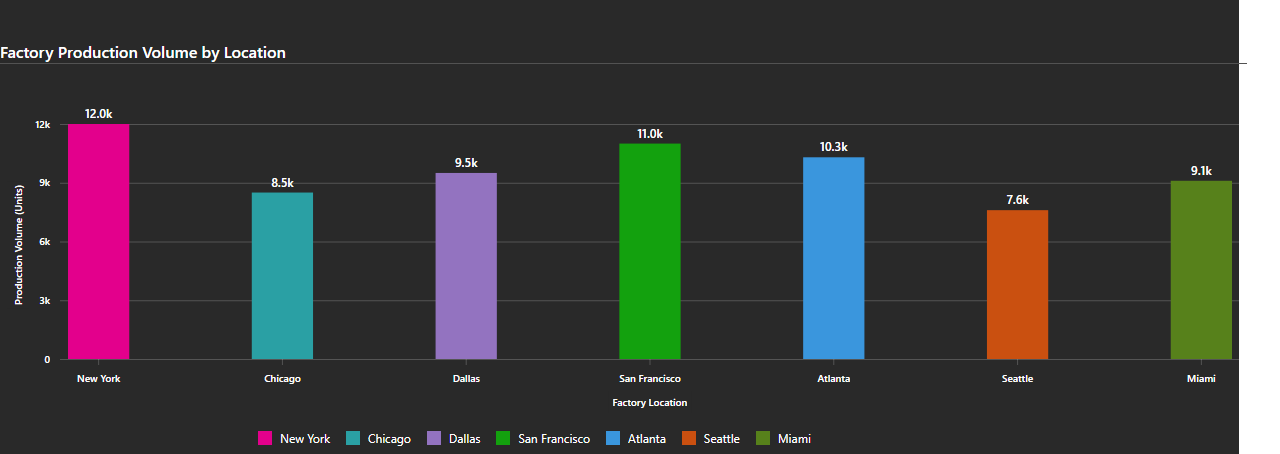 Factory Production Volume by Location
12.0k
8.5k
9.5k
11.0k
10.3k
7.6k
9.1k
12k
9k
6k
3k
0
Production Volume (Units)
New York Chicago Dallas San Francisco Atlanta Seattle Miami
Factory Location
New York Chicago Dallas San Francisco Atlanta Seattle Miami